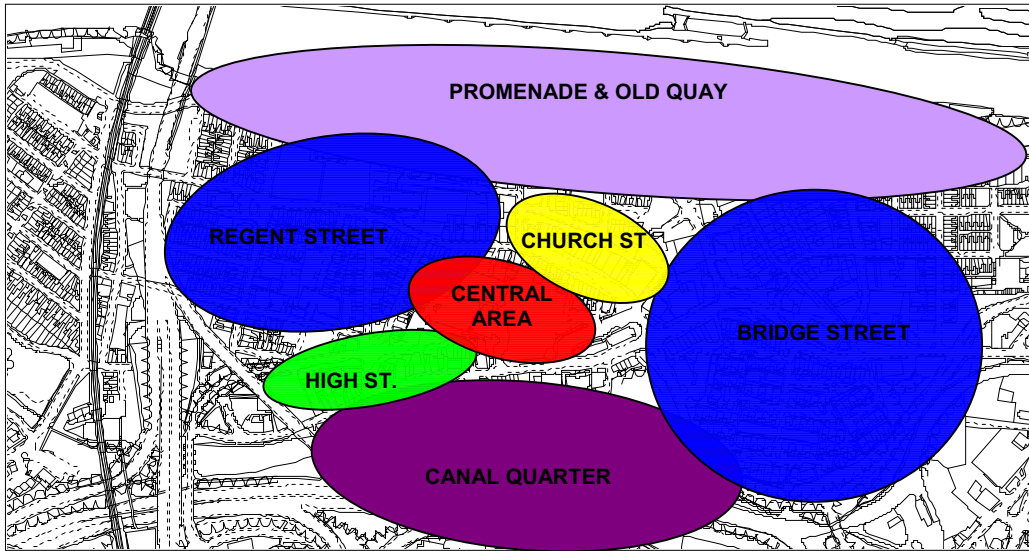 PROMENADE & OLD QUAY
REGENT STREET
CHURCH ST
CENTRAL
AREA
BRIDGE STREET
HIGH ST.
CANAL QUARTER